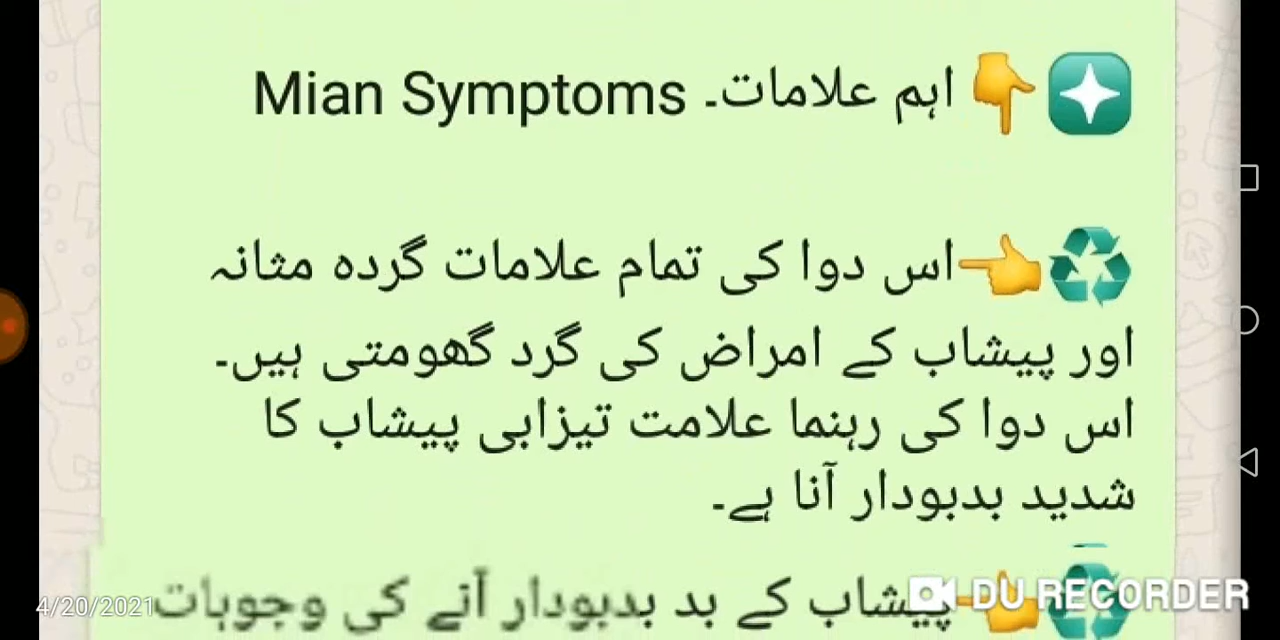 اہم علامات۔ Mian Symptoms
اس دوا کی تمام علامات گردہ مثانہ
اور پیشاب کے امراض کی گرد گھومتی ہیں۔
اس دوا کی رہنما علامت تیزابی پیشاب کا
شدید بدبودار آنا ہے۔
پیشاب کے بد بدبودار آنے کی وجوہات
4/20/2021
DU RECORDER